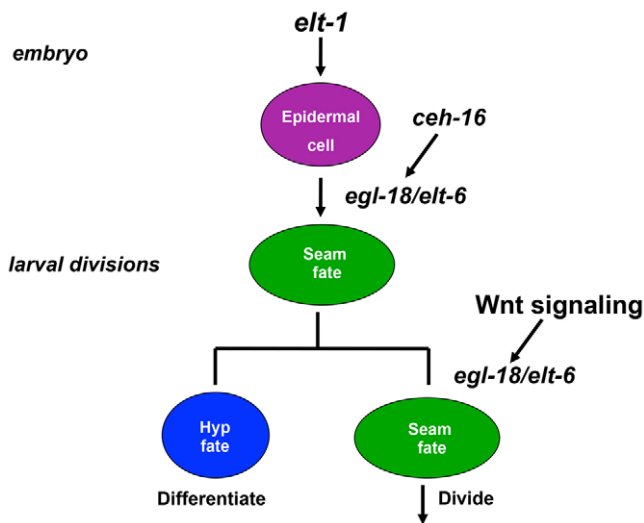 elt-1
embryo
Epidermal
cell
ceh-16
egl-18/elt-6
Seam
fate
larval divisions
Wnt signaling
egl-18/elt-6
Hyp
fate
Seam
fate
Differentiate
Divide